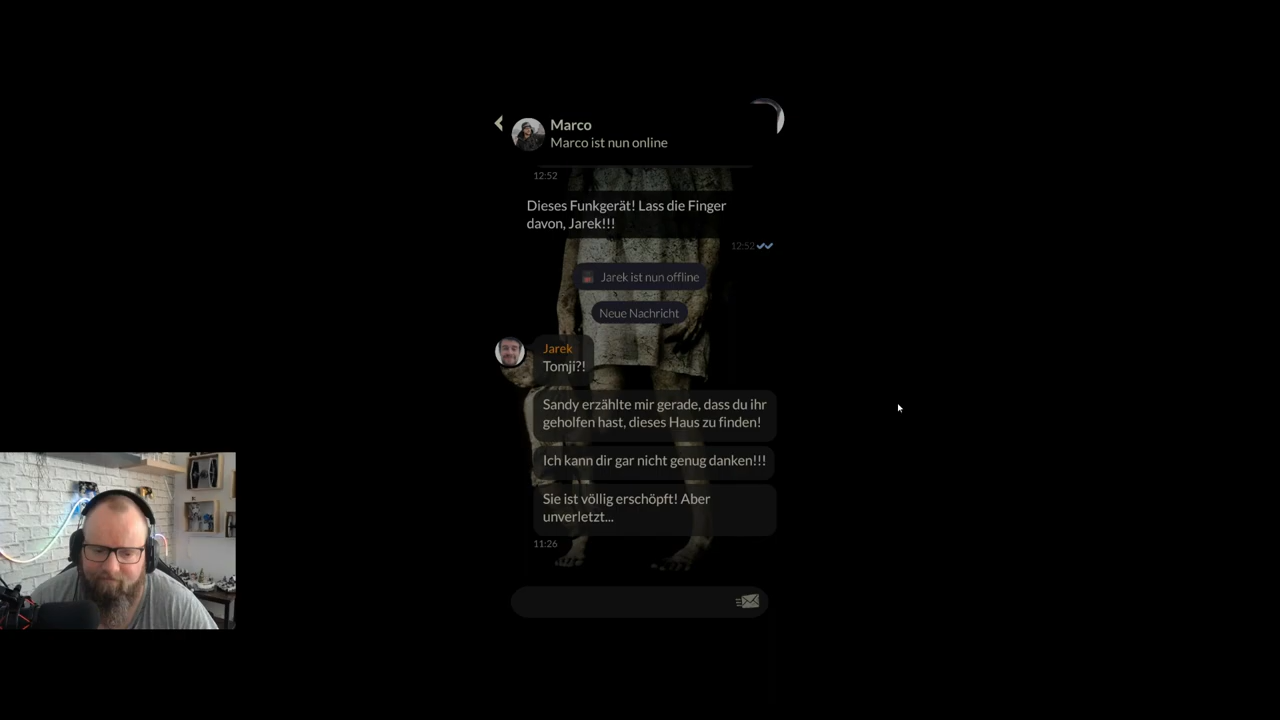 Marco
Marco ist nun online
12:52
Dieses Funkgerät! Lass die Finger
davon, Jarek!!!
12:52
Jarek ist nun offline
Neue Nachricht
Jarek
Tomji?!
Sandy erzählte mir gerade, dass du ihr
geholfen hast, dieses Haus zu finden!
Ich kann dir gar nicht genug danken!!!
Sie ist völlig erschöpft! Aber
unverletzt...
11:26